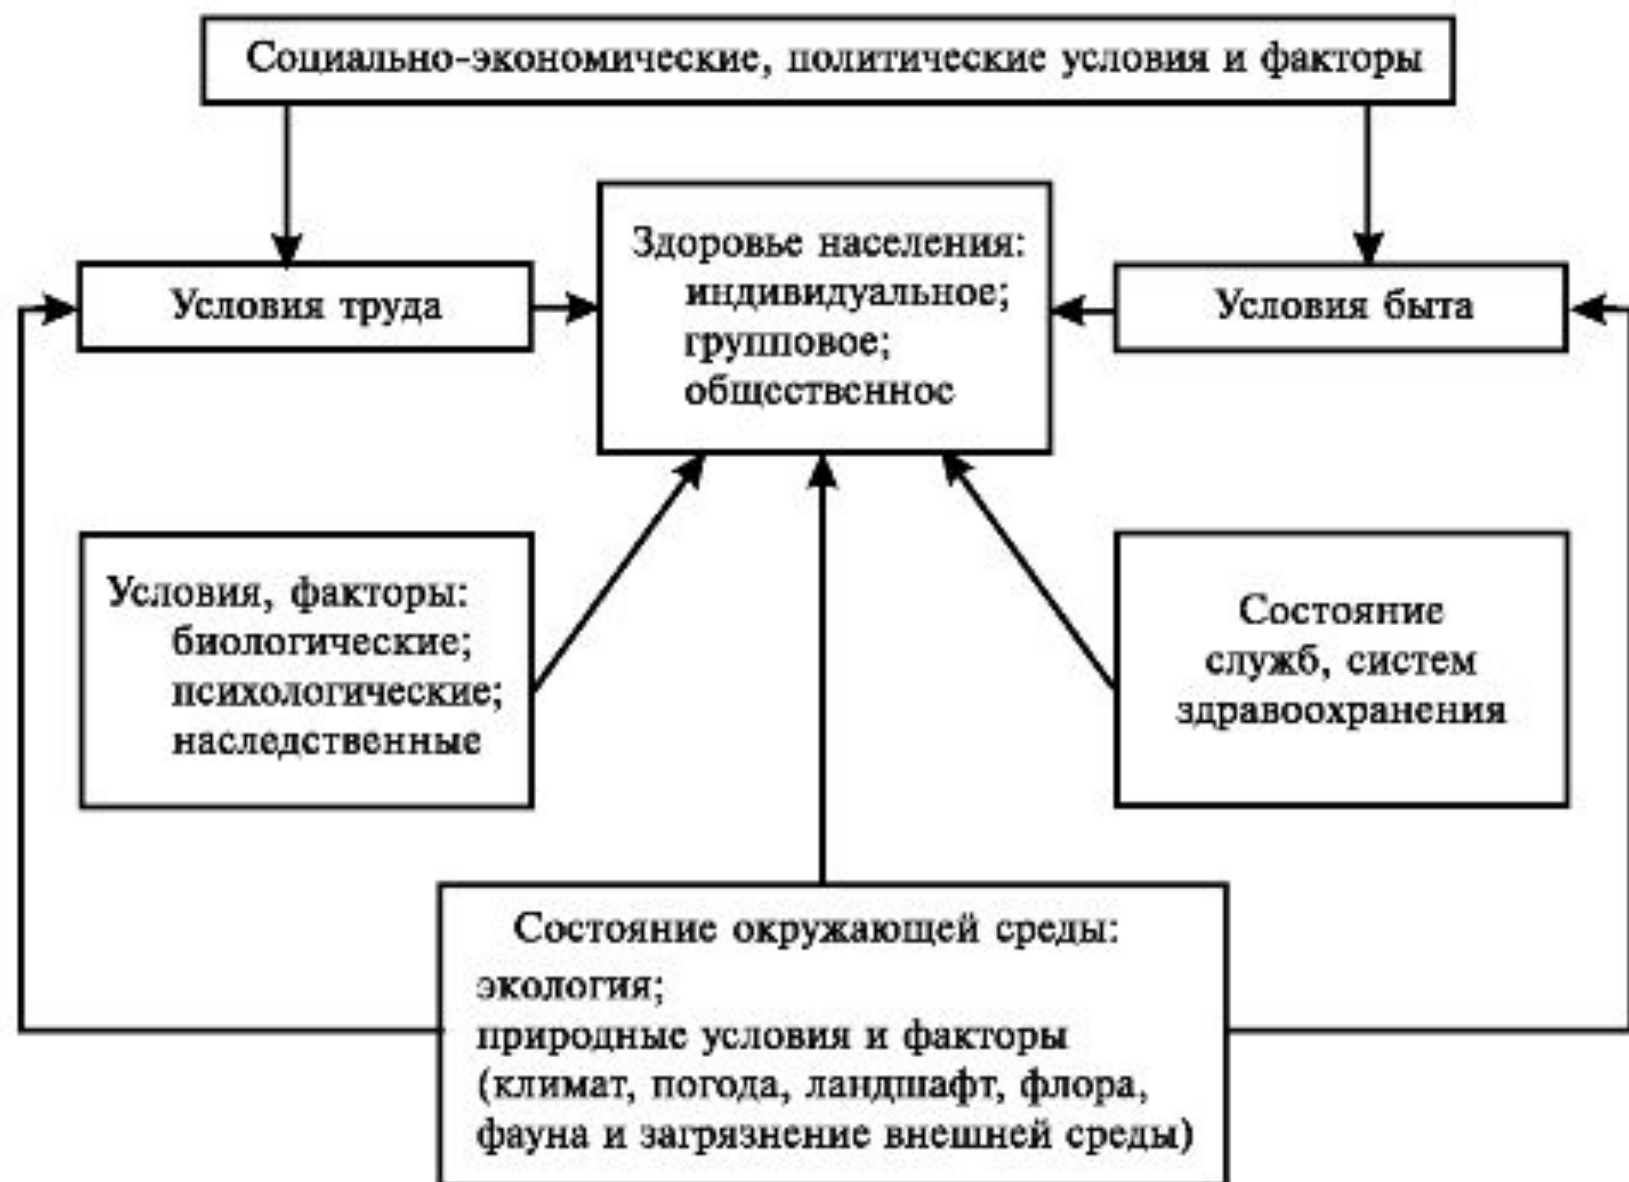 Социально-экономические, политические условия и факторы
Условия труда
Здоровье населения:
индивидуальное;
групповое;
общественное
Условия быта
Условия, факторы:
биологические;
психологические;
наследственные
Состояние
служб, систем
здравоохранения
Состояние окружающей среды:
экология;
природные условия и факторы
(климат, погода, ландшафт, флора,
фауна и загрязнение внешней среды)